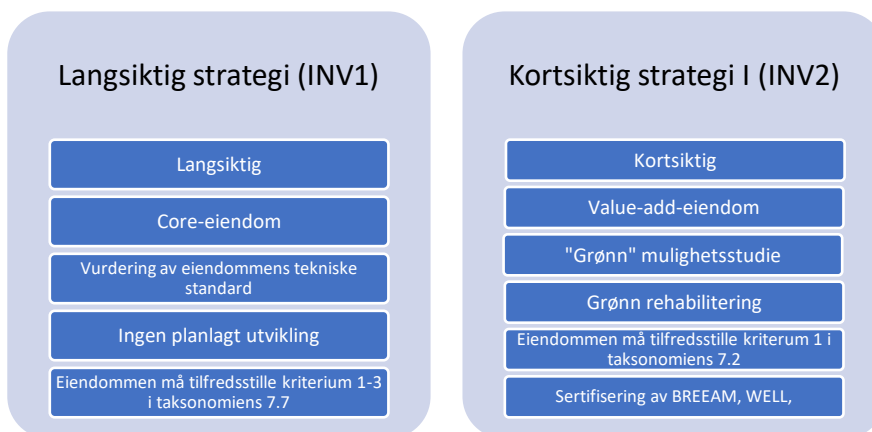 Langsiktig strategi (INV1)
Langsiktig
Core-eiendom
Vurdering av eiendommens tekniske
standard
Ingen planlagt utvikling
Eiendommen må tilfredsstille kriterium 1-3
i taksonomiens 7.7
Kortsiktig strategi I (INV2)
Kortsiktig
Value-add-eiendom
"Grønn" mulighetsstudie
Grønn rehabilitering
Eiendommen må tilfredsstille kriterum 1 i
taksonomiens 7.2
Sertifisering av BREEAM, WELL,